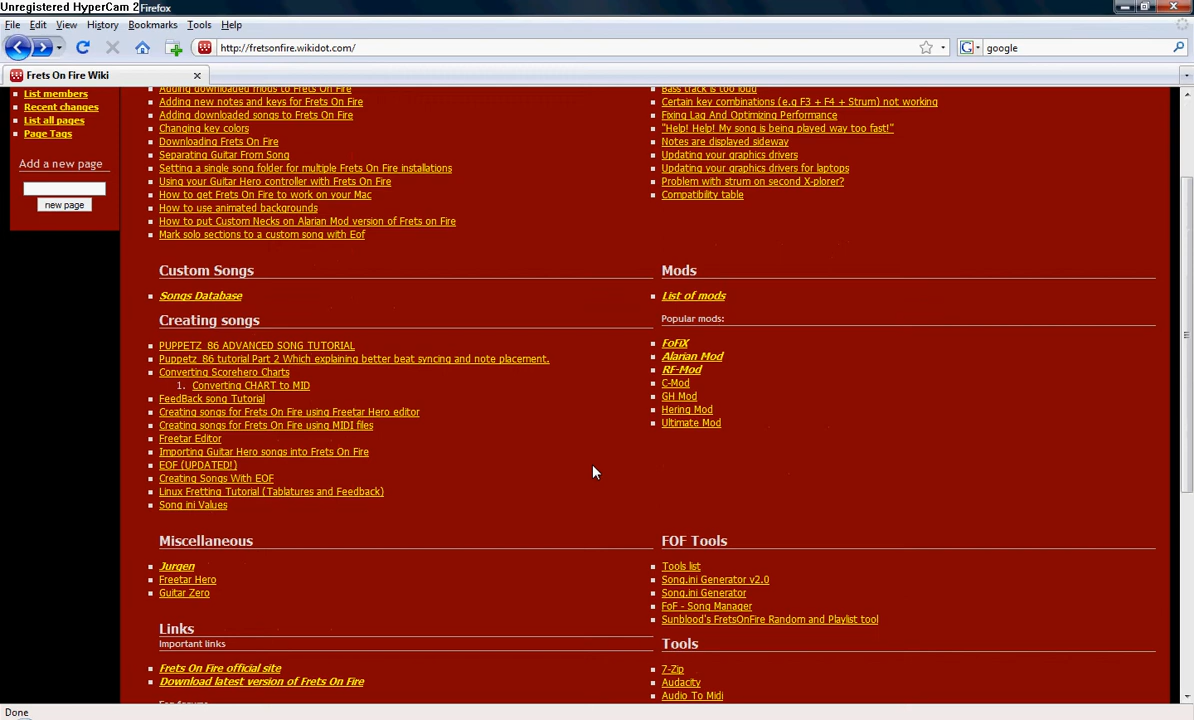 Unregistered HyperCam 2
Firefox
File Edit View History Bookmarks Tools Help
http://fretsonfire.wikidot.com/
google
Frets On Fire Wiki
List members
Recent changes
List all pages
Page Tags
Add a new page
new page
Adding downloaded mods to Frets On Fire
Adding new notes and keys for Frets On Fire
Adding downloaded songs to Frets On Fire
Changing key colors
Downloading Frets On Fire
Separating Guitar From Song
Setting a single song folder for multiple Frets On Fire installations
Using your Guitar Hero controller with Frets On Fire
How to get Frets On Fire to work on your Mac
How to use animated backgrounds
How to put Custom Necks on Alarian Mod version of Frets on Fire
Mark solo sections to a custom song with Eof
Bass track is too loud
Certain key combinations (e.g F3 + F4 + Strum) not working
Fixing Lag And Optimizing Performance
"Help! Help! My song is being played way too fast!"
Notes are displayed sideway
Updating your graphics drivers
Updating your graphics drivers for laptops
Problem with strum on second X-plorer?
Compatibility table
Custom Songs
Songs Database
Creating songs
PUPPETZ_86 ADVANCED SONG TUTORIAL
Puppetz_86 tutorial Part 2 Which explaining better beat syncing and note placement.
Converting Scorehero Charts
1. Converting CHART to MID
FeedBack song Tutorial
Creating songs for Frets On Fire using Freetar Hero editor
Creating songs for Frets On Fire using MIDI files
Freetar Editor
Importing Guitar Hero songs into Frets On Fire
EOF (UPDATED!)
Creating Songs With EOF
Linux Fretting Tutorial (Tablatures and Feedback)
Song ini Values
Mods
List of mods
Popular mods:
FoFiX
Alarian Mod
RF-Mod
C-Mod
GH Mod
Hering Mod
Ultimate Mod
Miscellaneous
Jurgen
Freetar Hero
Guitar Zero
Links
Important links
Frets On Fire official site
Download latest version of Frets On Fire
FOF Tools
Tools list
Song.ini Generator v2.0
Song.ini Generator
FoF - Song Manager
Sunblood's FretsOnFire Random and Playlist tool
Tools
7-Zip
Audacity
Audio To Midi
Done